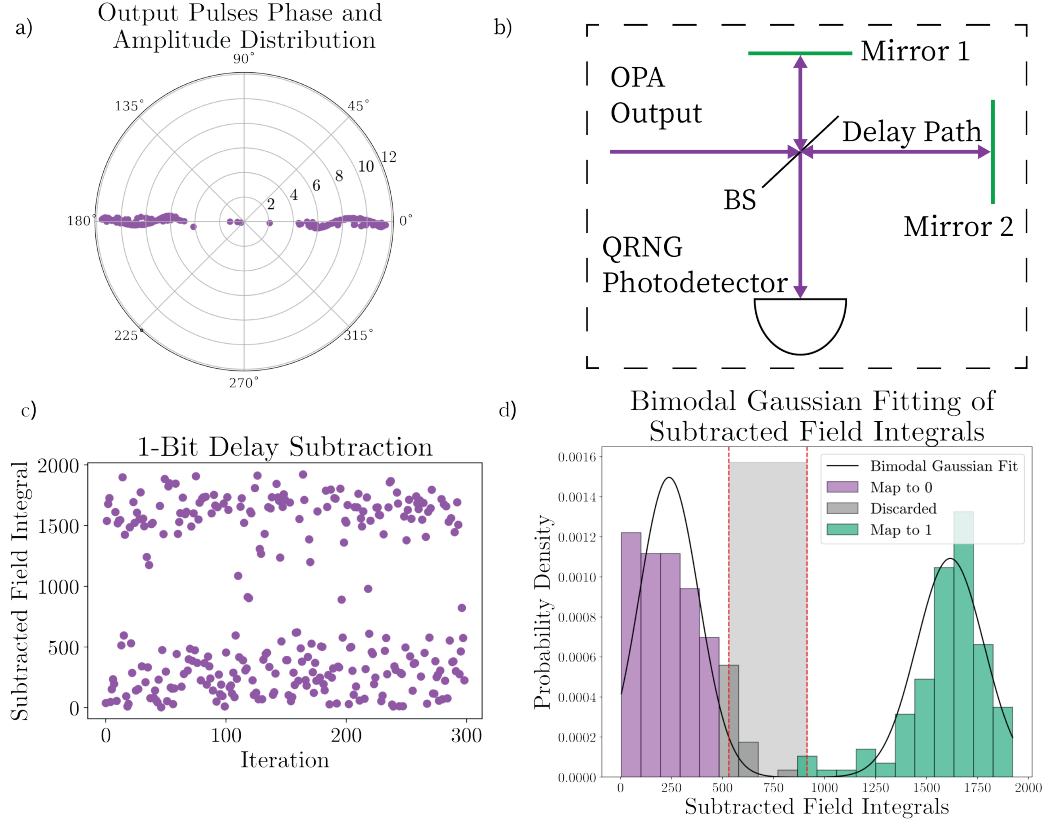 a)
Output Pulses Phase and
Amplitude Distribution
90°
135°
45°
12
10
8
6
4
2
180°
0°
225°
315°
270°
b)
Mirror 1
OPA
Output
Delay Path
BS
Mirror 2
QRNG
Photodetector
c)
1-Bit Delay Subtraction
Subtracted Field Integral
2000
1500
1000
500
0
0
100
200
300
Iteration
d)
Bimodal Gaussian Fitting of
Subtracted Field Integrals
Probability Density
0.0016
0.0014
0.0012
0.0010
0.0008
0.0006
0.0004
0.0002
0.0000
Bimodal Gaussian Fit
Map to 0
Discarded
Map to 1
0
250
500
750
1000
1250
1500
1750
2000
Subtracted Field Integrals